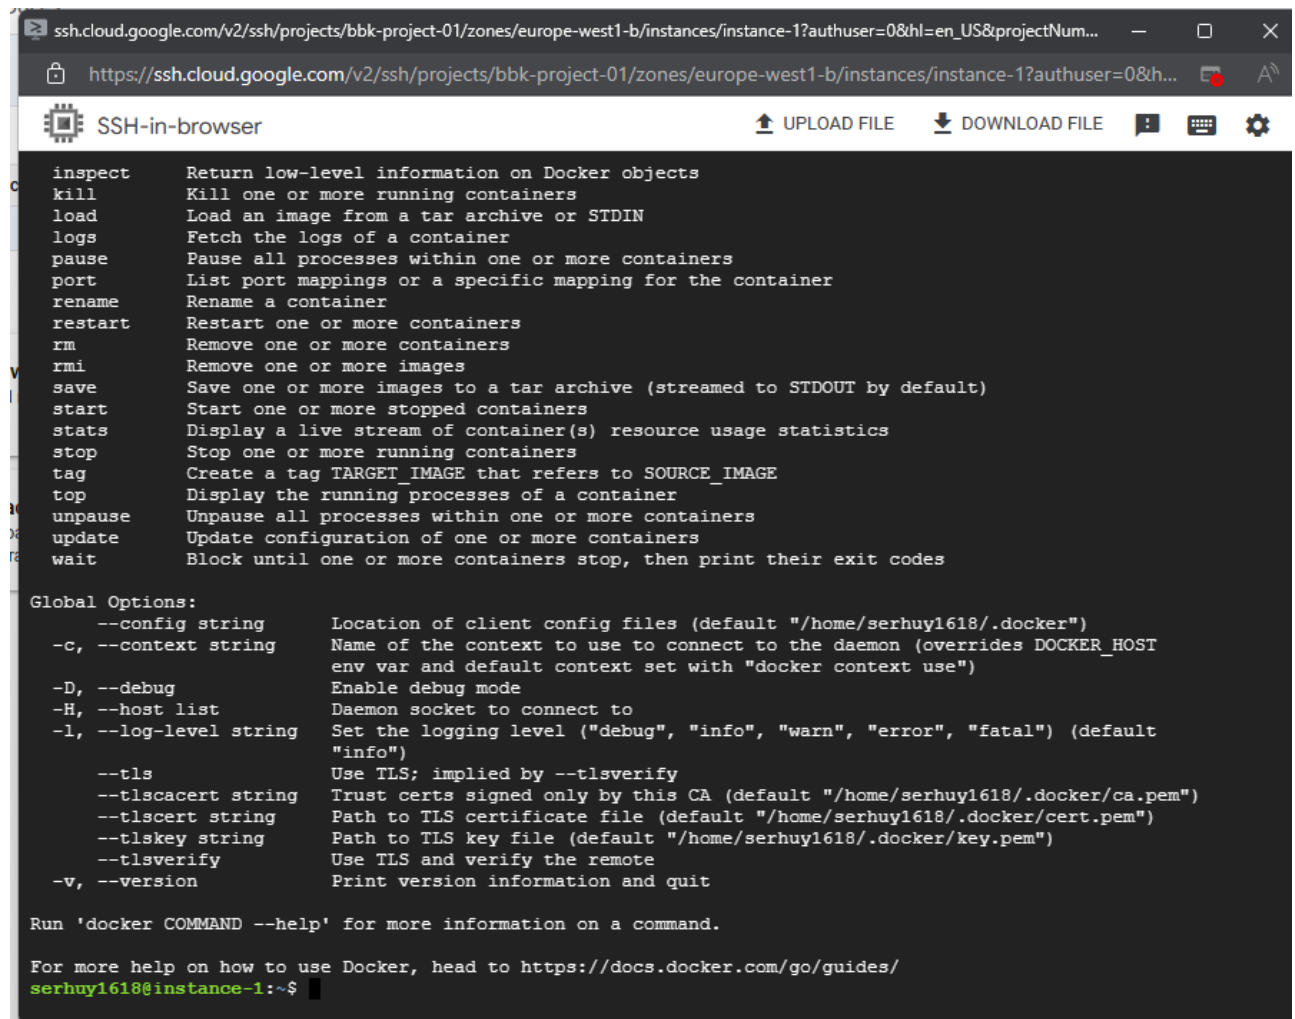 ssh.cloud.google.com/v2/ssh/projects/bbk-project-01/zones/europe-west1-b/instances/instance-1?authuser=0&hl=en_US&projectNum...
https://ssh.cloud.google.com/v2/ssh/projects/bbk-project-01/zones/europe-west1-b/instances/instance-1?authuser=0&h...
SSH-in-browser UPLOAD FILE DOWNLOAD FILE
inspect Return low-level information on Docker objects
kill Kill one or more running containers
load Load an image from a tar archive or STDIN
logs Fetch the logs of a container
pause Pause all processes within one or more containers
port List port mappings or a specific mapping for the container
rename Rename a container
restart Restart one or more containers
rm Remove one or more containers
rmi Remove one or more images
save Save one or more images to a tar archive (streamed to STDOUT by default)
start Start one or more stopped containers
stats Display a live stream of container(s) resource usage statistics
stop Stop one or more running containers
tag Create a tag TARGET_IMAGE that refers to SOURCE_IMAGE
top Display the running processes of a container
unpause Unpause all processes within one or more containers
update Update configuration of one or more containers
wait Block until one or more containers stop, then print their exit codes
Global Options:
--config string Location of client config files (default "/home/serhuy1618/.docker")
-c, --context string Name of the context to use to connect to the daemon (overrides DOCKER_HOST
env var and default context set with "docker context use")
-D, --debug Enable debug mode
-H, --host list Daemon socket to connect to
-l, --log-level string Set the logging level ("debug", "info", "warn", "error", "fatal") (default
"info")
--tls Use TLS; implied by --tlsverify
--tlscacert string Trust certs signed only by this CA (default "/home/serhuy1618/.docker/ca.pem")
--tlscert string Path to TLS certificate file (default "/home/serhuy1618/.docker/cert.pem")
--tlskey string Path to TLS key file (default "/home/serhuy1618/.docker/key.pem")
--tlsverify Use TLS and verify the remote
-v, --version Print version information and quit
Run 'docker COMMAND --help' for more information on a command.
For more help on how to use Docker, head to https://docs.docker.com/go/guides/
serhuy1618@instance-1:~$